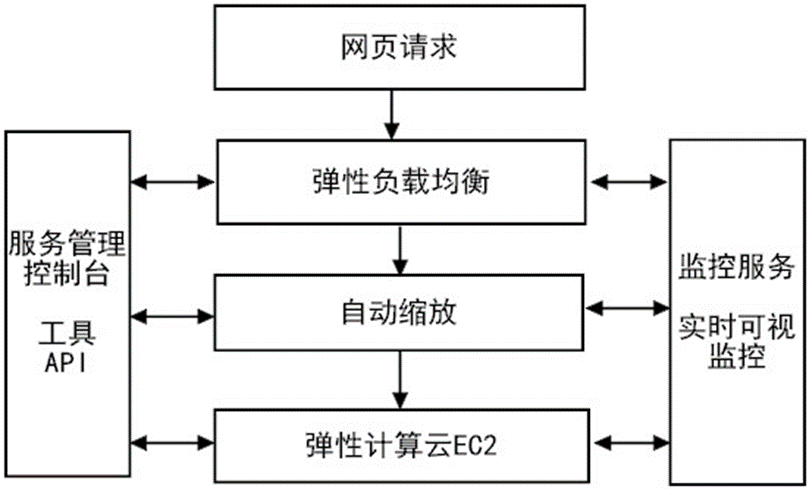 网页请求
弹性负载均衡
服务管理
控制台
工具
API
自动缩放
监控服务
实时可视
监控
弹性计算云EC2